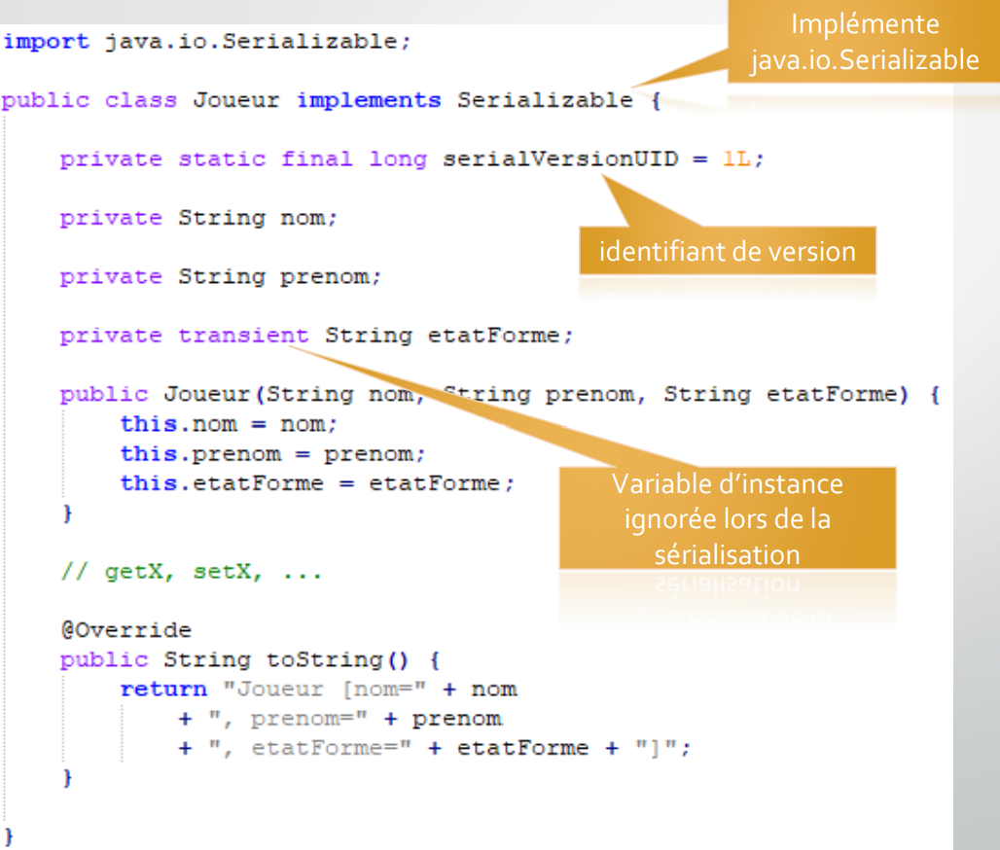 Implémente
java.io.Serializable
import java.io.Serializable;
public class Joueur implements Serializable {
private static final long serialVersionUID = 1L;
private String nom;
identifiant de version
private String prenom;
private transient String etatForme;
public Joueur(String nom, String prenom, String etatForme) {
this.nom = nom;
this.prenom = prenom;
this.etatForme = etatForme;
}
Variable d’instance
ignorée lors de la
sérialisation
// getX, setX, ...
@Override
public String toString() {
return "Joueur [nom=" + nom
+ ", prenom=" + prenom
+ ", etatForme=" + etatForme + "]";
}
}